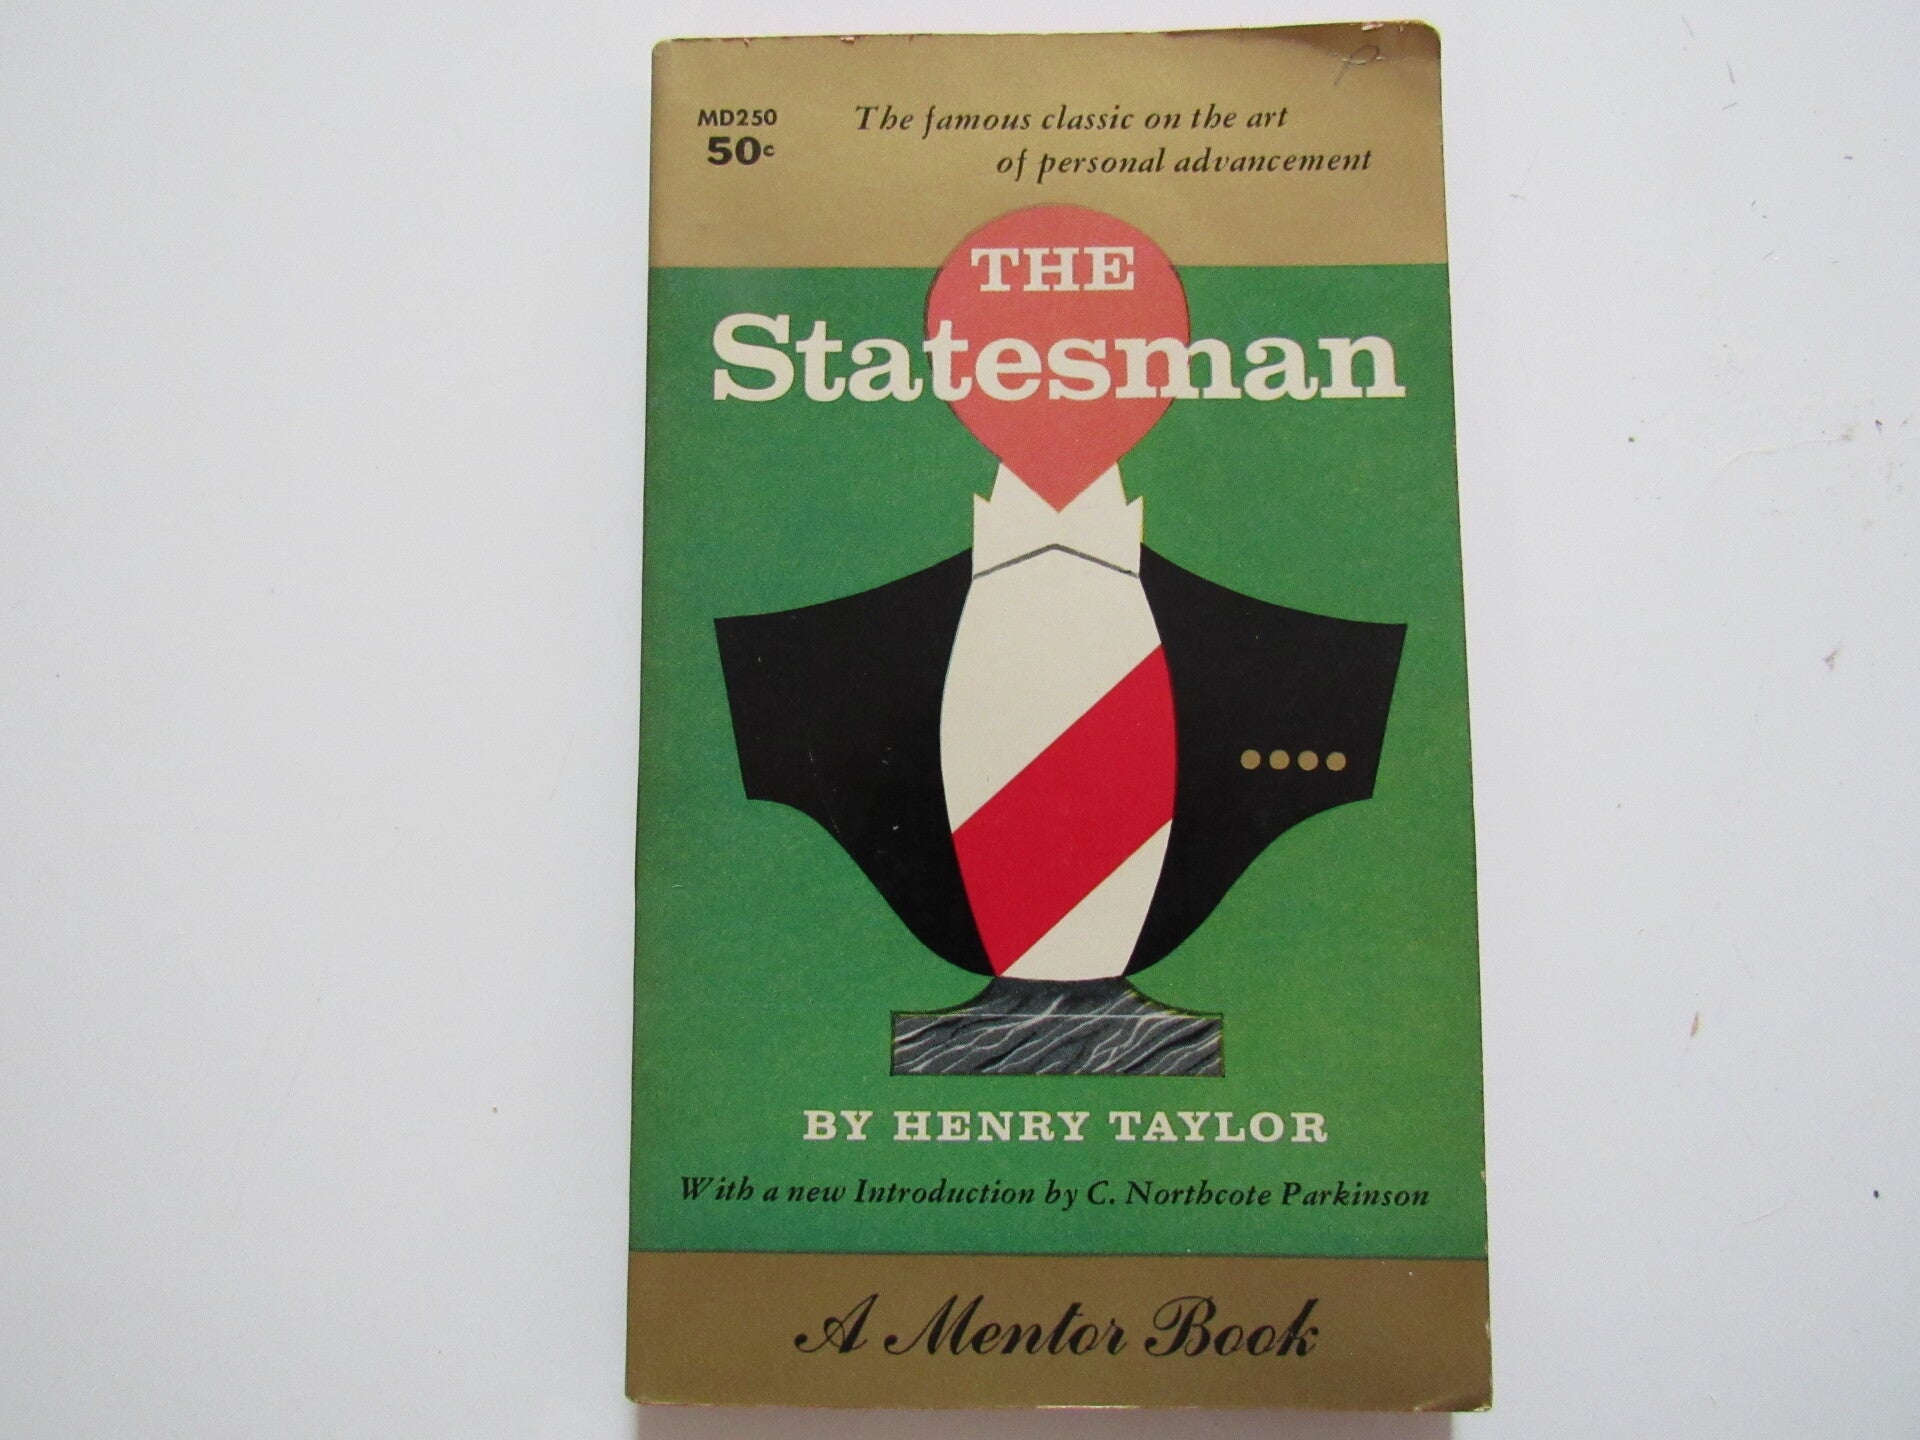 MD250
50c
The famous classic on the art
of personal advancement
THE
Statesman
BY HENRY TAYLOR
With a new Introduction by C. Northcote Parkinson
A Mentor Book